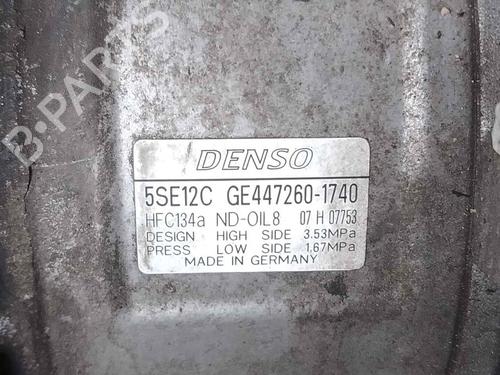 B-PARTS
DENSO
5SE12C GE447260-1740
HFC134a ND-OIL8 07 H 07753
DESIGN HIGH SIDE 3.53MPa
PRESS LOW SIDE 1.67MPa
MADE IN GERMANY